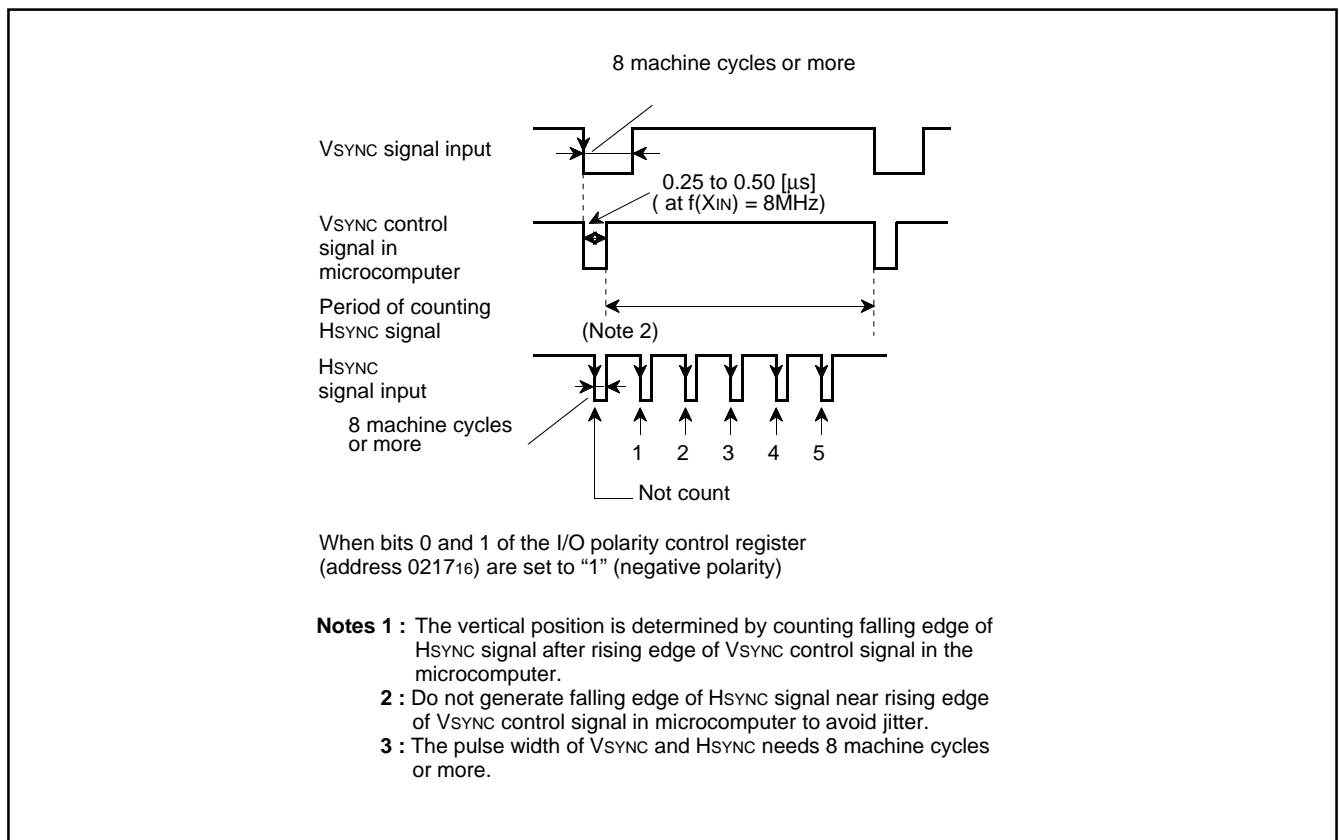 8 machine cycles or more
VSYNC signal input
0.25 to 0.50 [μs]
( at f(XIN) = 8MHz)
VSYNC control
signal in
microcomputer
Period of counting
HSYNC signal
(Note 2)
HSYNC
signal input
8 machine cycles
or more
1 2 3 4 5
Not count
When bits 0 and 1 of the I/O polarity control register
(address 021716) are set to “1” (negative polarity)
Notes 1 : The vertical position is determined by counting falling edge of
HSYNC signal after rising edge of VSYNC control signal in the
microcomputer.
2 : Do not generate falling edge of HSYNC signal near rising edge
of VSYNC control signal in microcomputer to avoid jitter.
3 : The pulse width of VSYNC and HSYNC needs 8 machine cycles
or more.